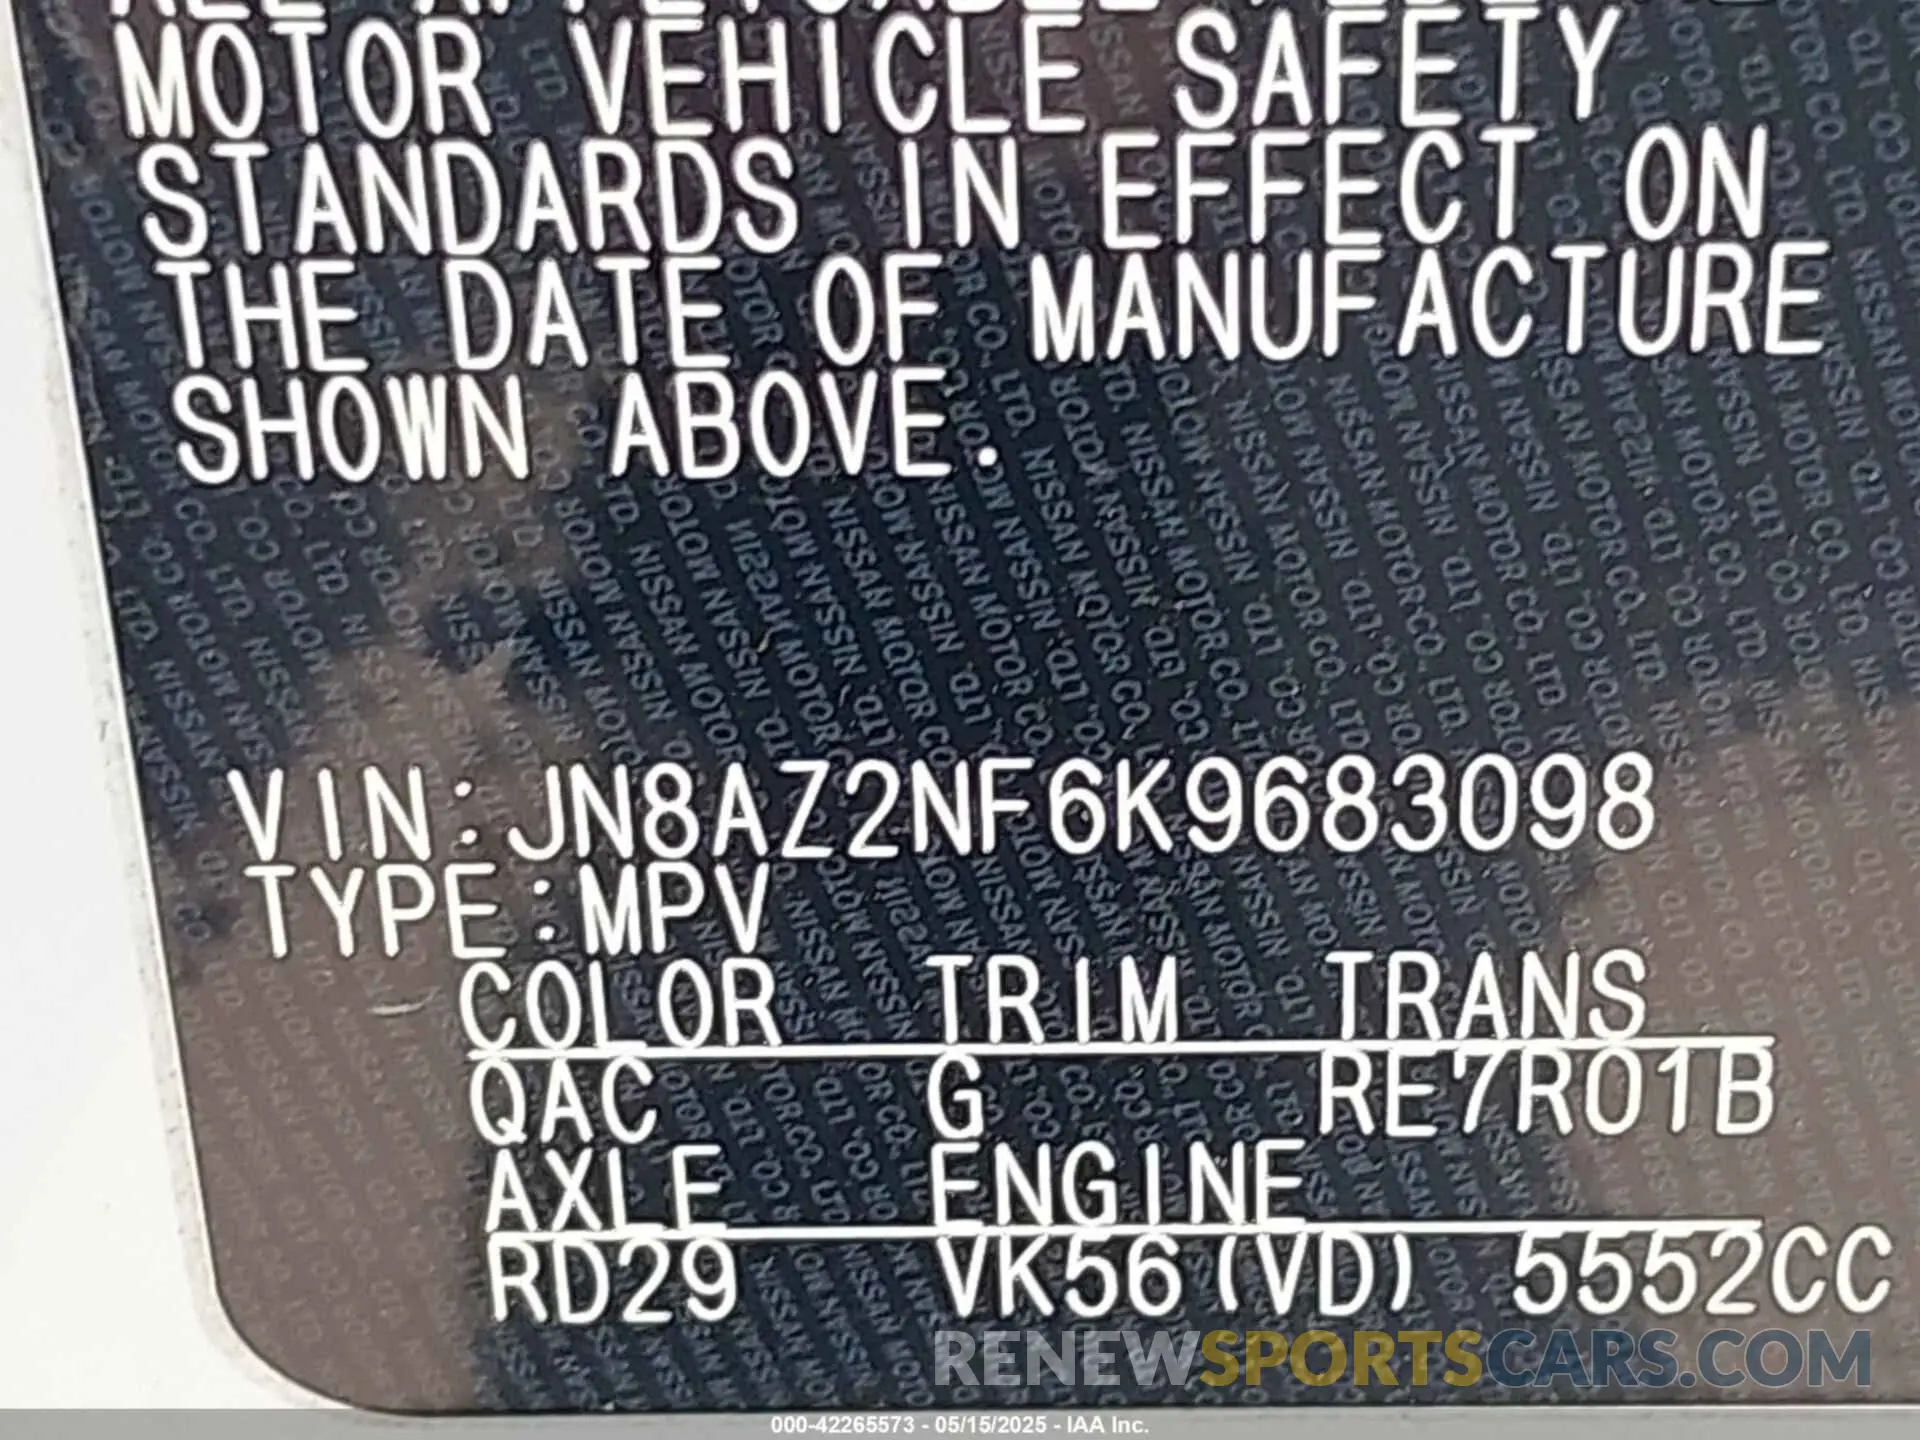 MOTOR VEHICLE SAFETY
STANDARDS IN EFFECT ON
THE DATE OF MANUFACTURE
SHOWN ABOVE.
VIN:JN8AZ2NF6K9683098
TYPE:MPV
COLOR TRIM TRANS
QAC G RE7R01B
AXLE ENGINE
RD29 VK56(VD) 5552CC
RENEWSPORTSCARS.COM
000-42265573 - 05/15/2025 - IAA Inc.